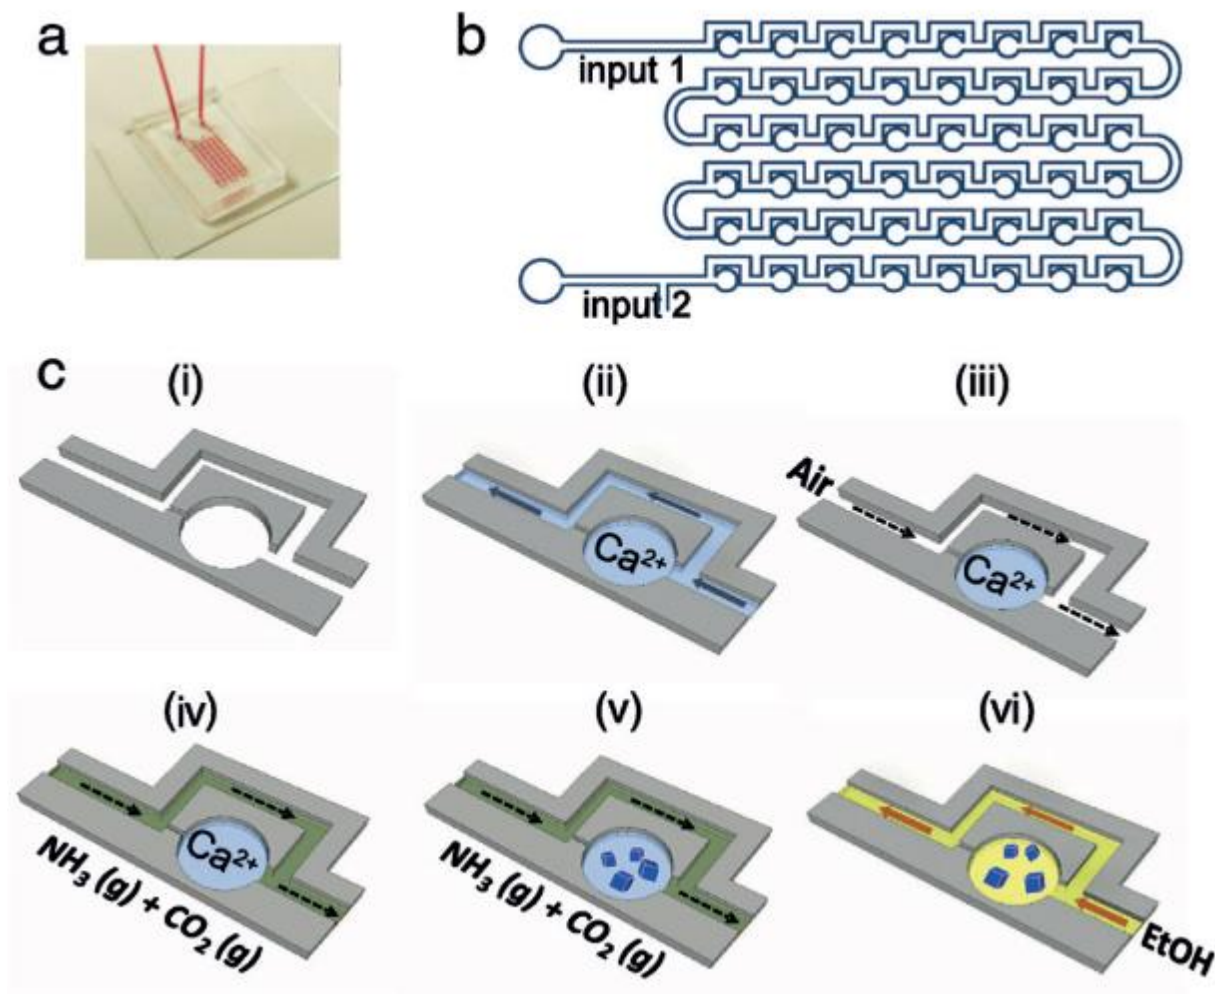 a
b
input 1
input 2
c
(i)
(ii)
(iii)
Ca²⁺
Air
Ca²⁺
(iv)
(v)
(vi)
Ca²⁺
NH₃ (g) + CO₂ (g)
NH₃ (g) + CO₂ (g)
EtOH